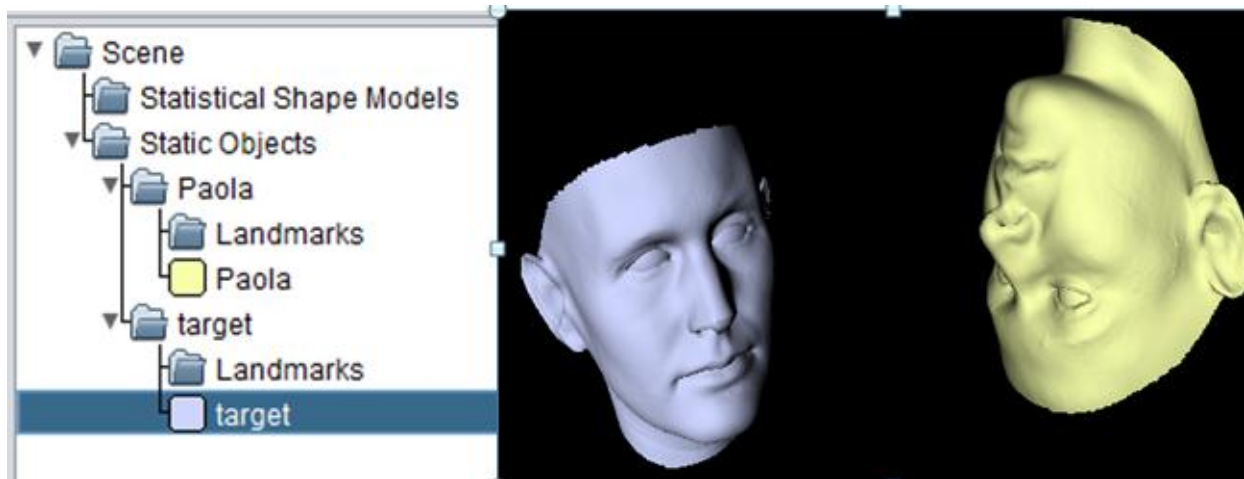 Scene
Statistical Shape Models
Static Objects
Paola
Landmarks
Paola
target
Landmarks
target